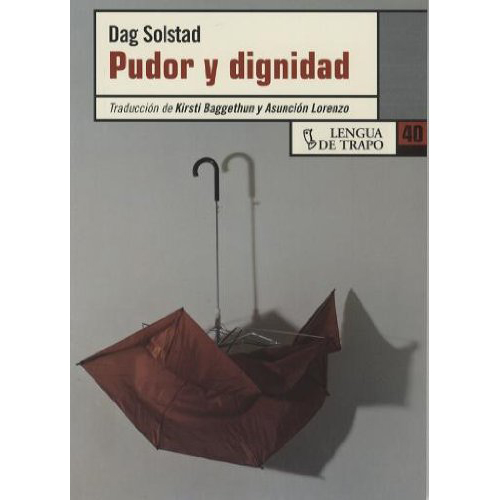 Dag Solstad
Pudor y dignidad
Traducción de Kirsti Baggethun y Asunción Lorenzo
LENGUA
DE TRAPO
40